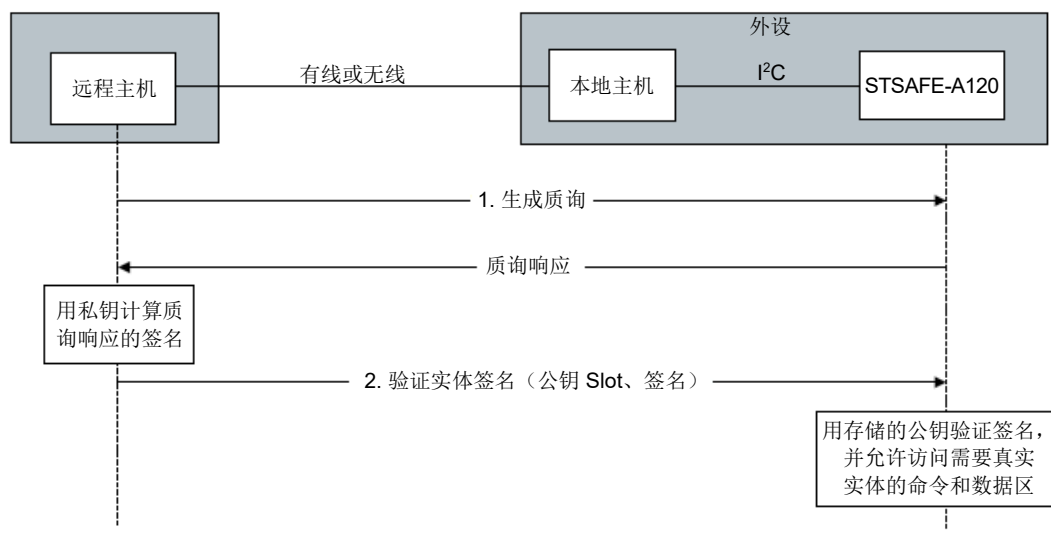 外设
远程主机
有线或无线
本地主机
I²C
STSAFE-A120
1. 生成质询
质询响应
用私钥计算质
询响应的签名
2. 验证实体签名（公钥 Slot、签名）
用存储的公钥验证签名，
并允许访问需要真实
实体的命令和数据区